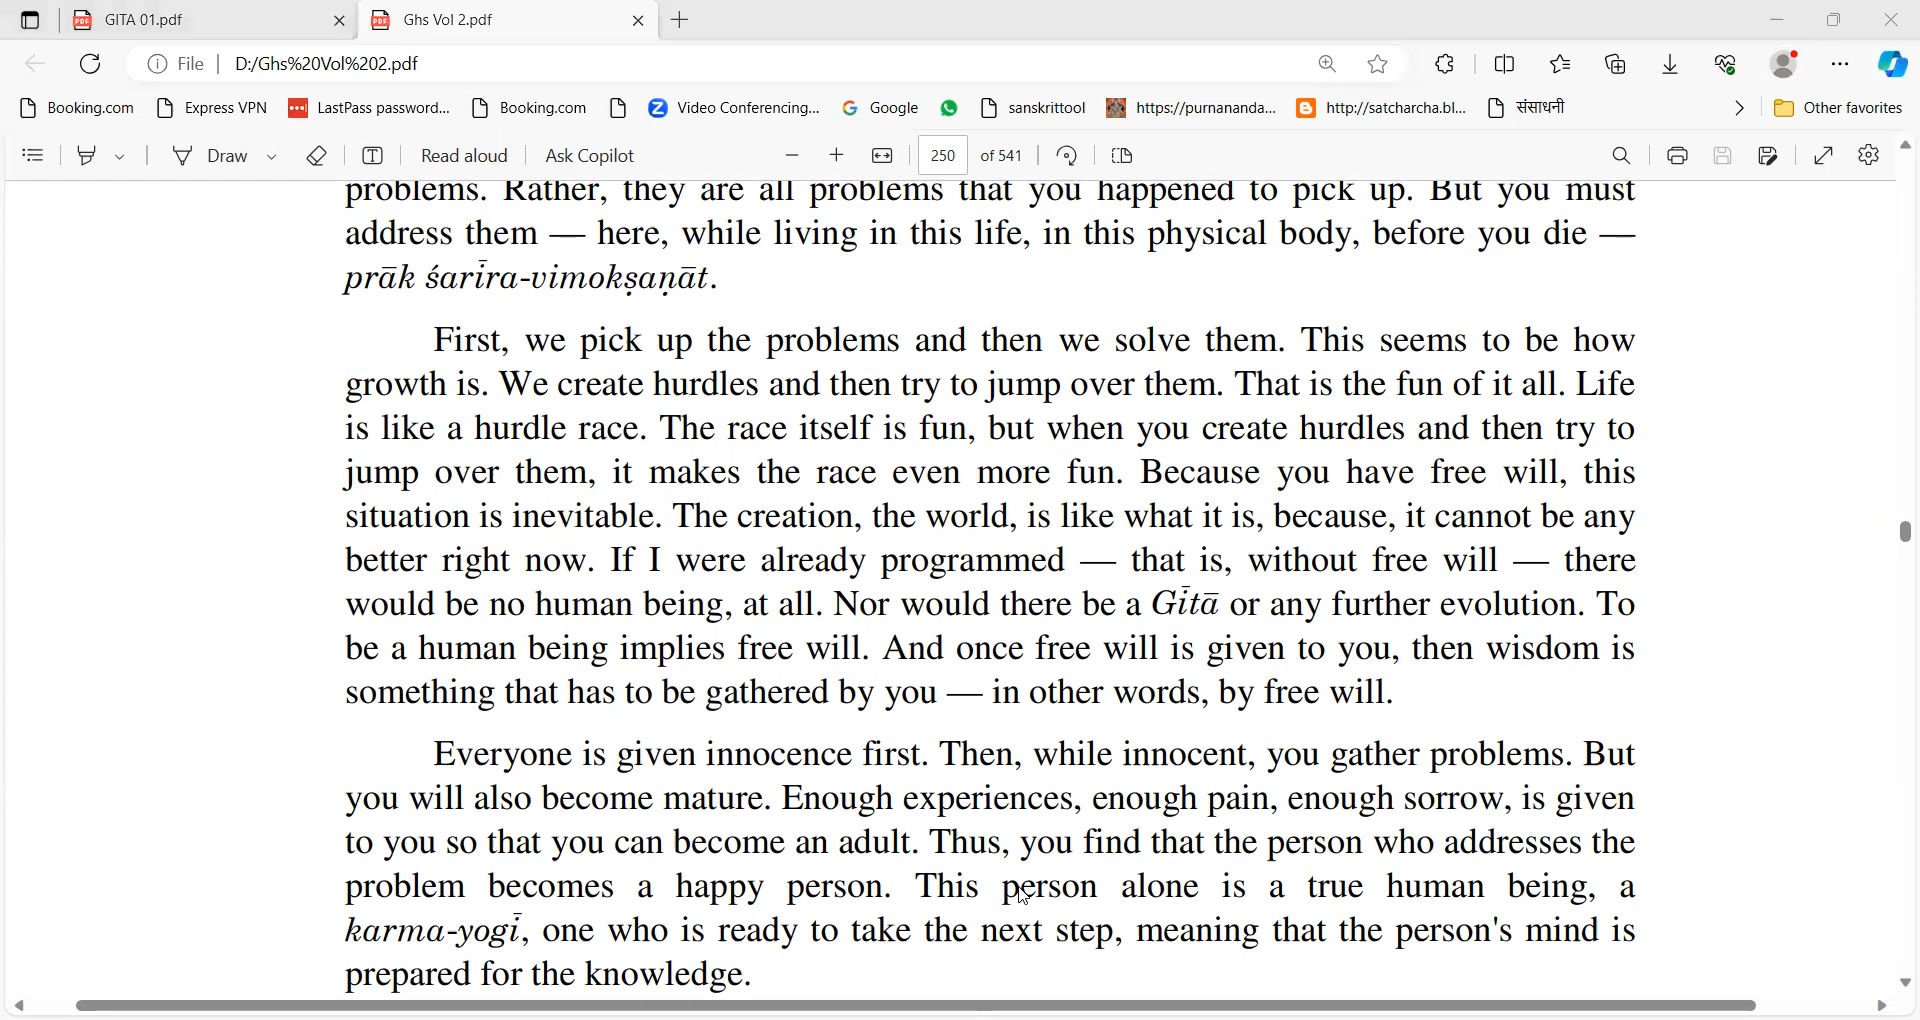 GITA 01.pdf
Ghs Vol 2.pdf
File D:/Ghs%20Vol%202.pdf
Booking.com Express VPN LastPass password... Booking.com Video Conferencing... Google sanskrittool https://purnananda... http://satcharcha.bl... संसाधनी Other favorites
Draw Read aloud Ask Copilot 250 of 541
problems. Rather, they are all problems that you happened to pick up. But you must
address them — here, while living in this life, in this physical body, before you die —
prāk śarīra-vimokṣaṇāt.
First, we pick up the problems and then we solve them. This seems to be how
growth is. We create hurdles and then try to jump over them. That is the fun of it all. Life
is like a hurdle race. The race itself is fun, but when you create hurdles and then try to
jump over them, it makes the race even more fun. Because you have free will, this
situation is inevitable. The creation, the world, is like what it is, because, it cannot be any
better right now. If I were already programmed — that is, without free will — there
would be no human being, at all. Nor would there be a Gītā or any further evolution. To
be a human being implies free will. And once free will is given to you, then wisdom is
something that has to be gathered by you — in other words, by free will.
Everyone is given innocence first. Then, while innocent, you gather problems. But
you will also become mature. Enough experiences, enough pain, enough sorrow, is given
to you so that you can become an adult. Thus, you find that the person who addresses the
problem becomes a happy person. This person alone is a true human being, a
karma-yogī, one who is ready to take the next step, meaning that the person's mind is
prepared for the knowledge.